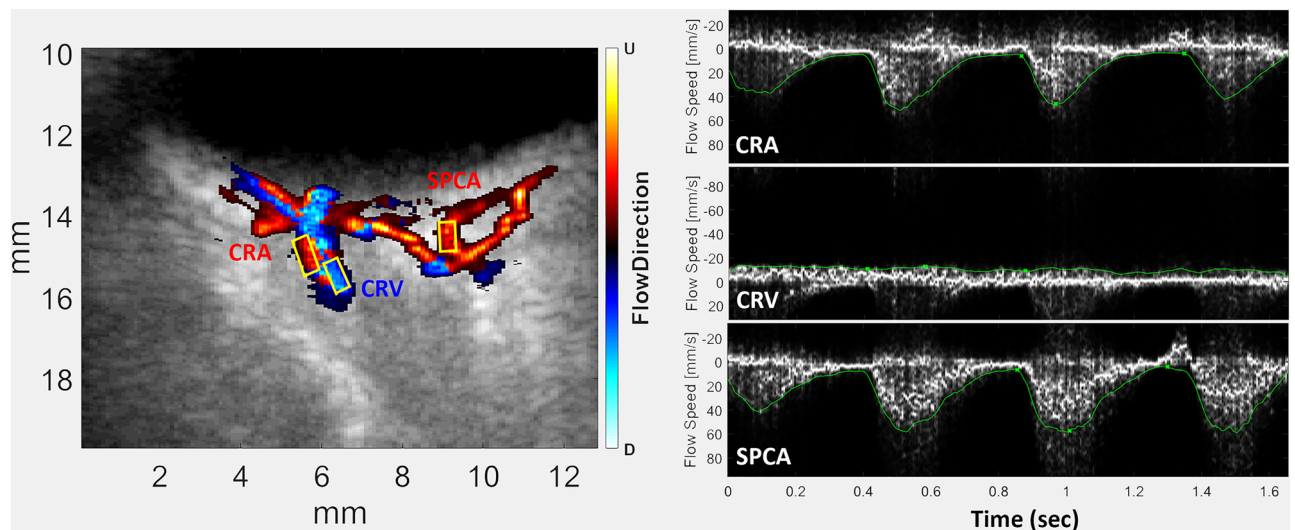 10
12
14
16
18
mm
2
4
6
8
10
12
mm
SPCA
CRA
CRV
U
FlowDirection
D
-20
0
20
40
60
80
Flow Speed [mm/s]
CRA
-80
-60
-40
-20
0
20
Flow Speed [mm/s]
CRV
-20
0
20
40
60
80
Flow Speed [mm/s]
SPCA
0
0.2
0.4
0.6
0.8
1
1.2
1.4
1.6
Time (sec)